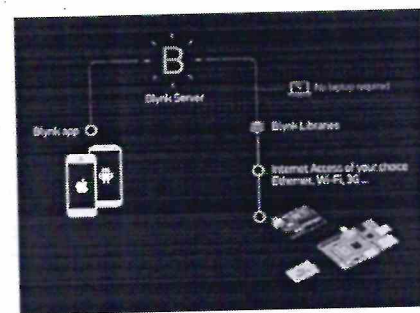 B
Blynk Server
No laptop required
Blynk app
Blynk Libraries
Internet Access of your choice
Ethernet, Wi-Fi, 3G ...